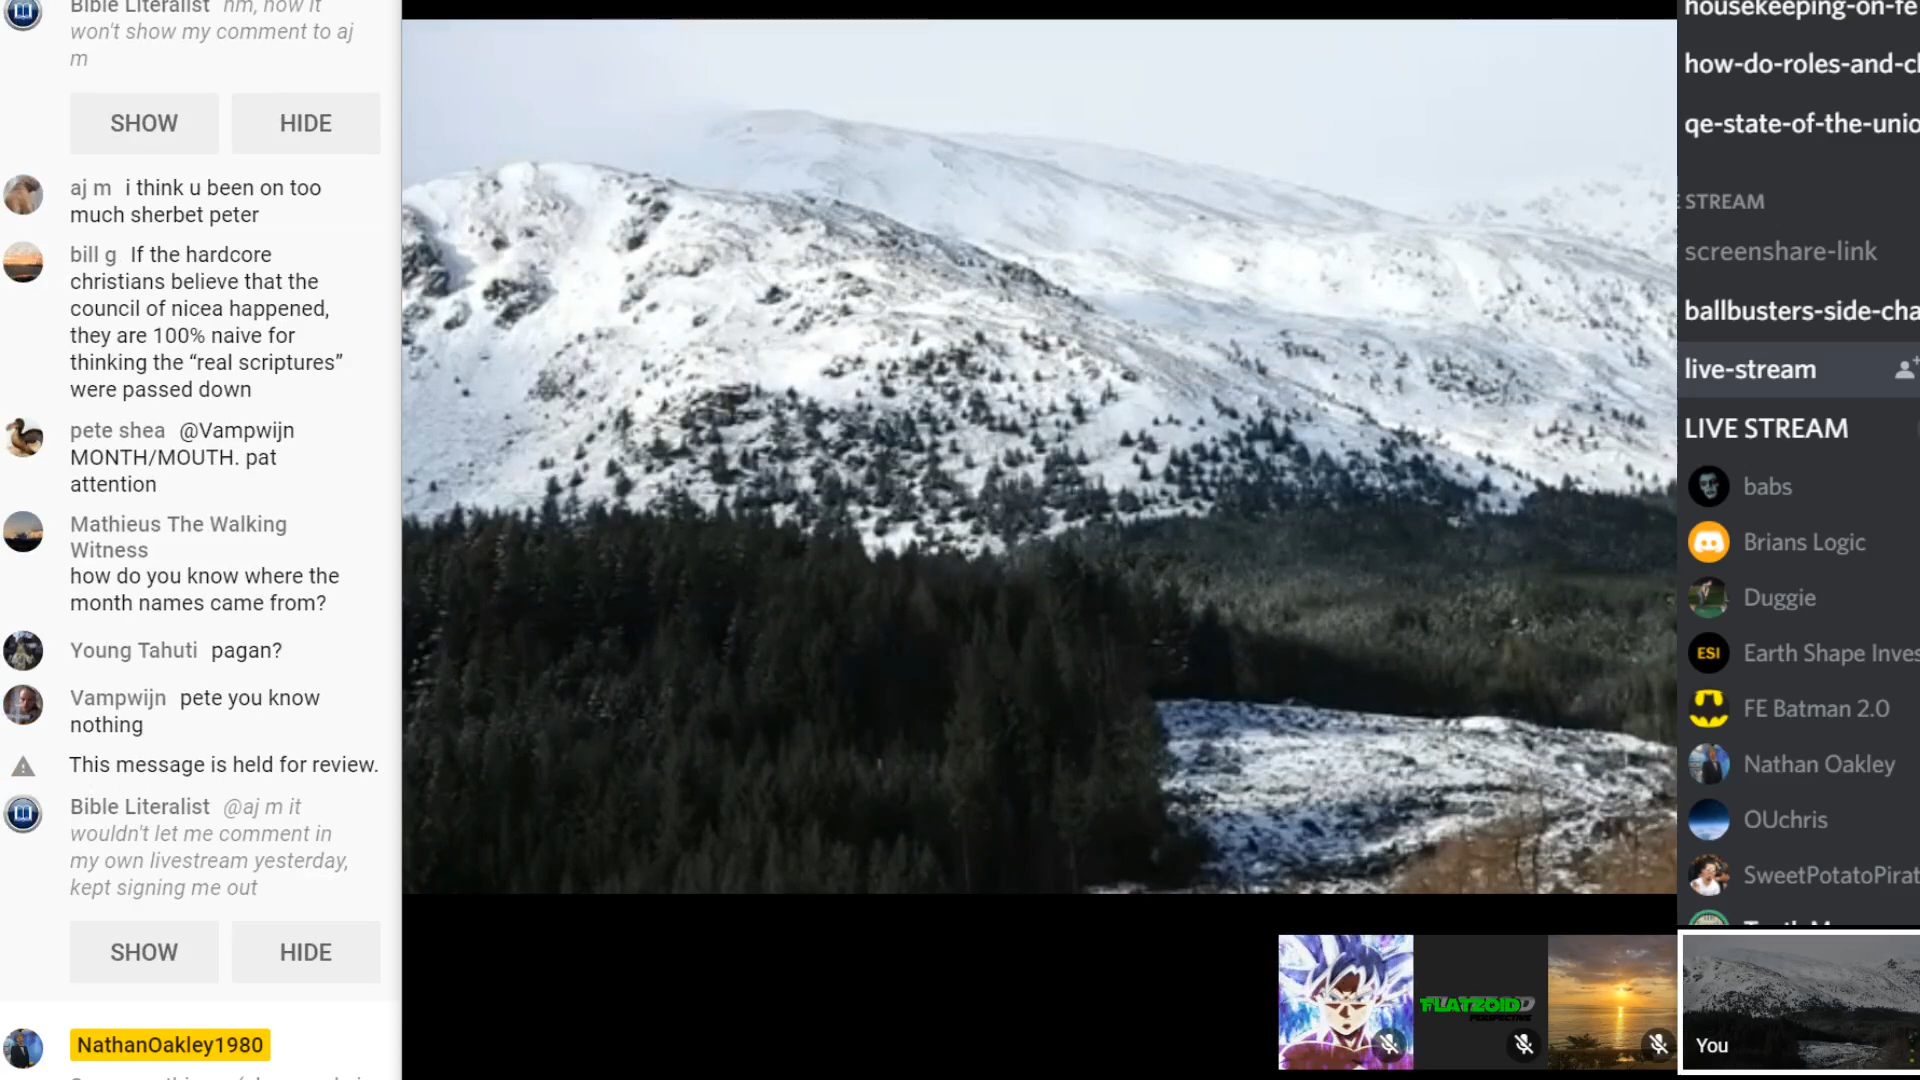 Bible Literalist hm, now it
won't show my comment to aj
m
SHOW HIDE
aj m i think u been on too
much sherbet peter
bill g If the hardcore
christians believe that the
council of nicea happened,
they are 100% naive for
thinking the “real scriptures”
were passed down
pete shea @Vampwijn
MONTH/MOUTH. pat
attention
Mathieus The Walking
Witness
how do you know where the
month names came from?
Young Tahuti pagan?
Vampwijn pete you know
nothing
This message is held for review.
Bible Literalist @aj m it
wouldn't let me comment in
my own livestream yesterday,
kept signing me out
SHOW HIDE
NathanOakley1980
FLATZOID
PERSPECTIVE
You
housekeeping-on-fe
how-do-roles-and-c
qe-state-of-the-unio
STREAM
screenshare-link
ballbusters-side-cha
live-stream
LIVE STREAM
babs
Brians Logic
Duggie
ESI Earth Shape Inves
FE Batman 2.0
Nathan Oakley
OUchris
SweetPotatoPirat